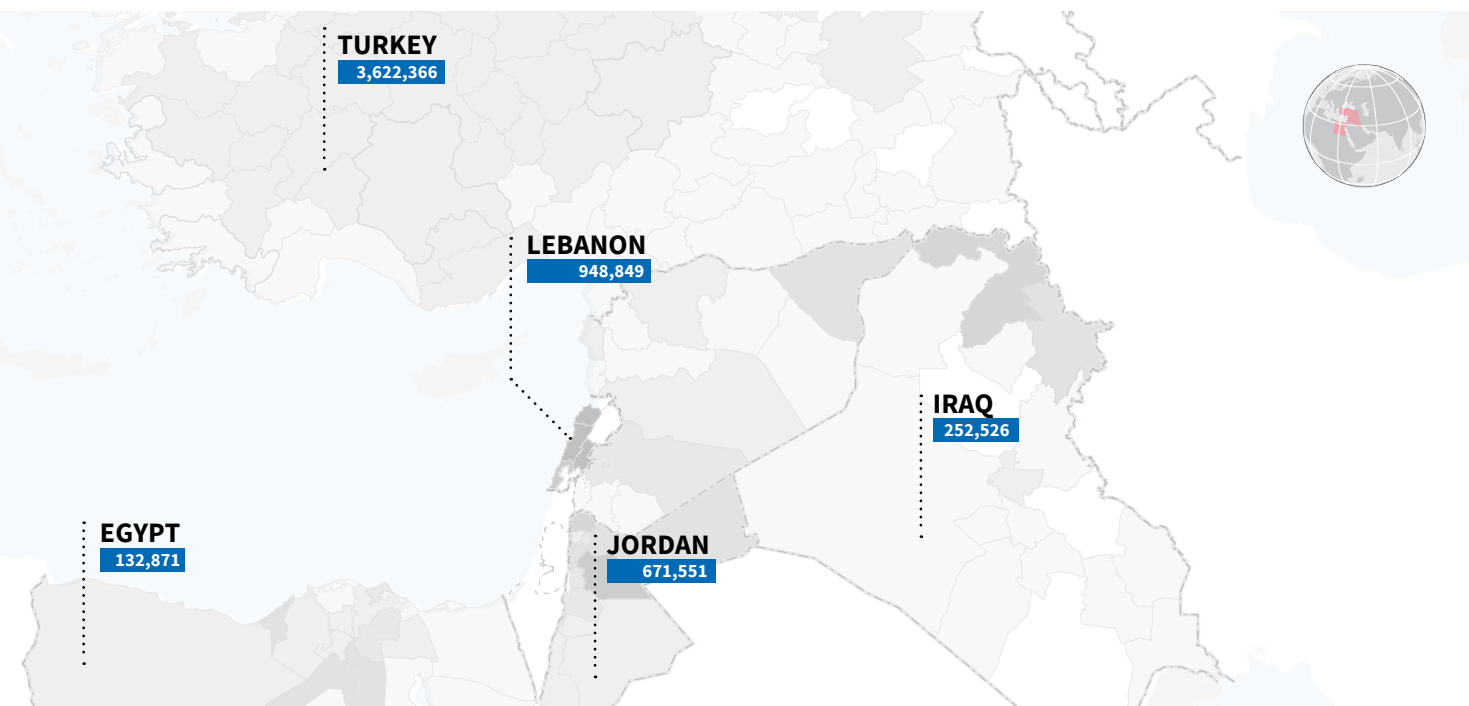 TURKEY
3,622,366
LEBANON
948,849
IRAQ
252,526
EGYPT
132,871
JORDAN
671,551